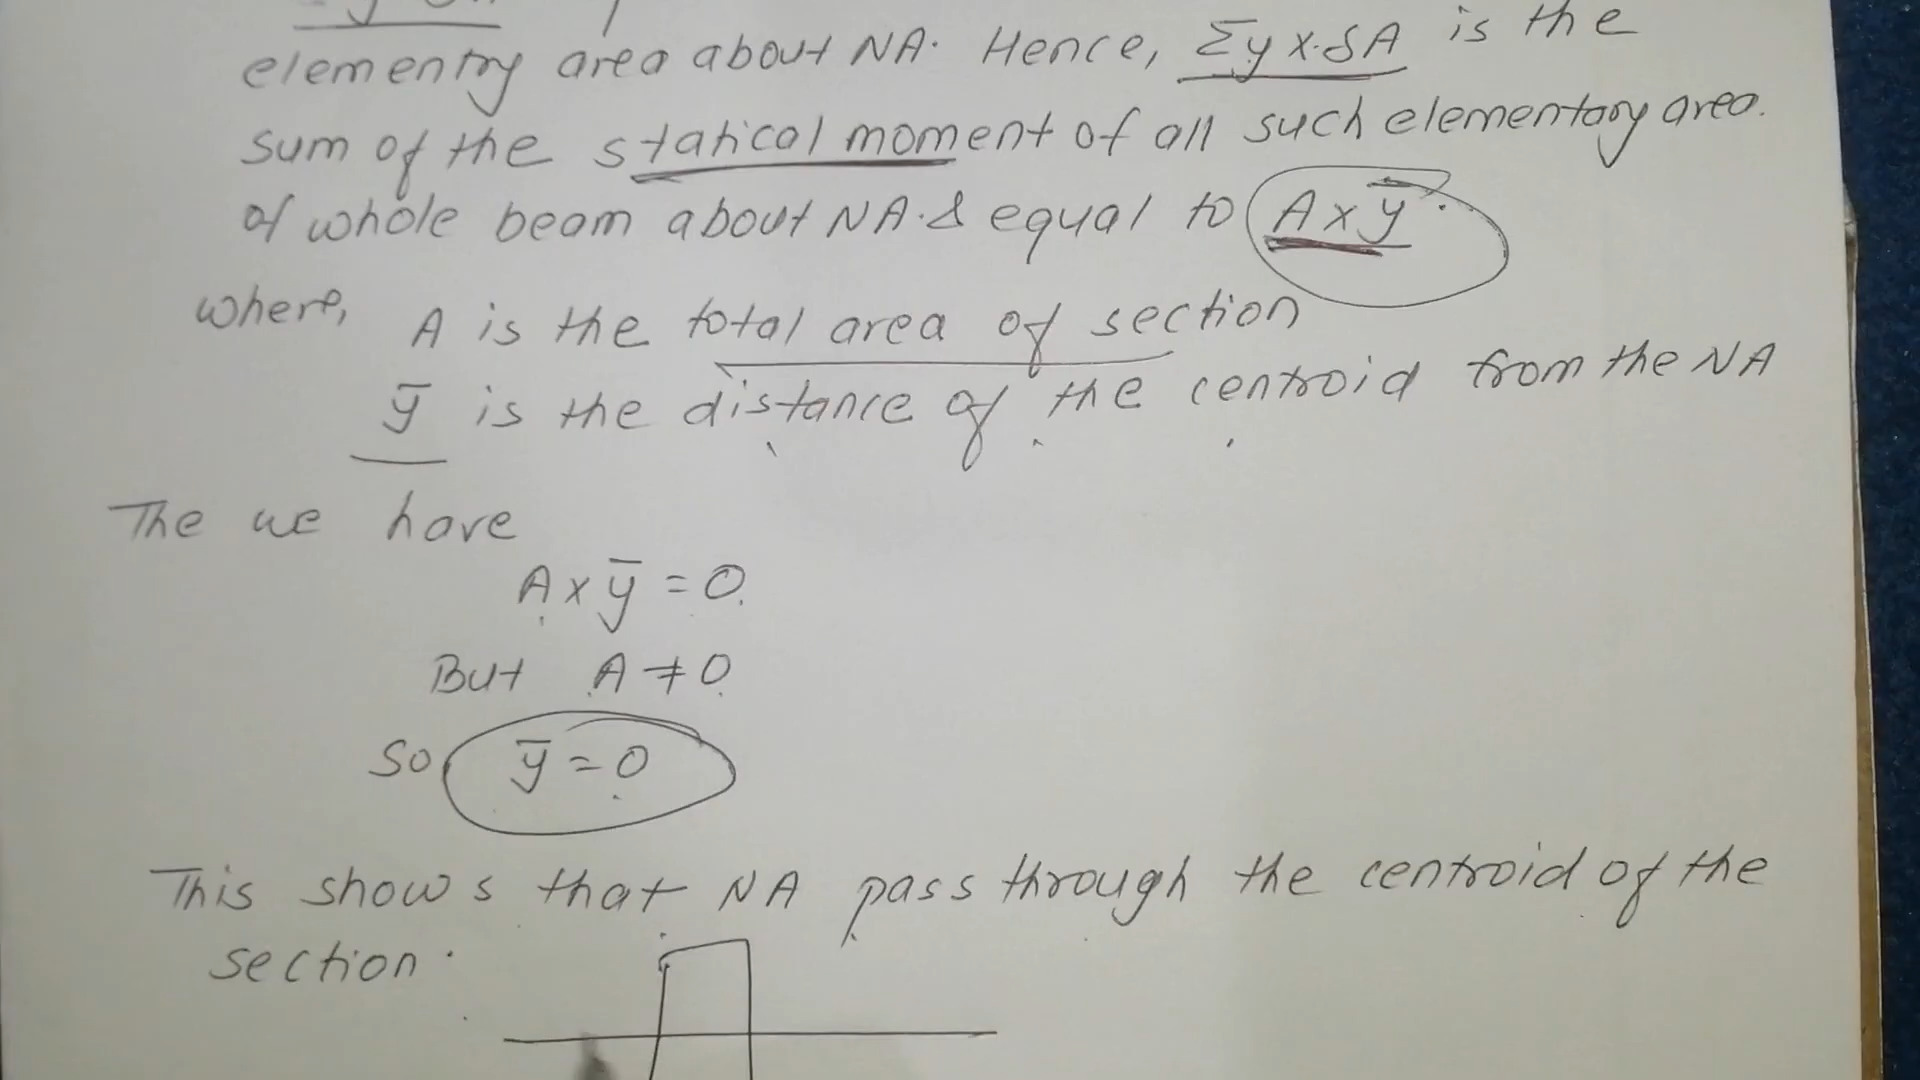 elementry area about NA. Hence, Σy x.δA is the
sum of the statical moment of all such elementary area.
of whole beam about NA. & equal to A x ȳ.
where, A is the total area of section
ȳ is the distance of the centroid from the NA
The we have
A x ȳ = 0.
But A ≠ 0
So ȳ = 0
This shows that NA pass through the centroid of the
section.